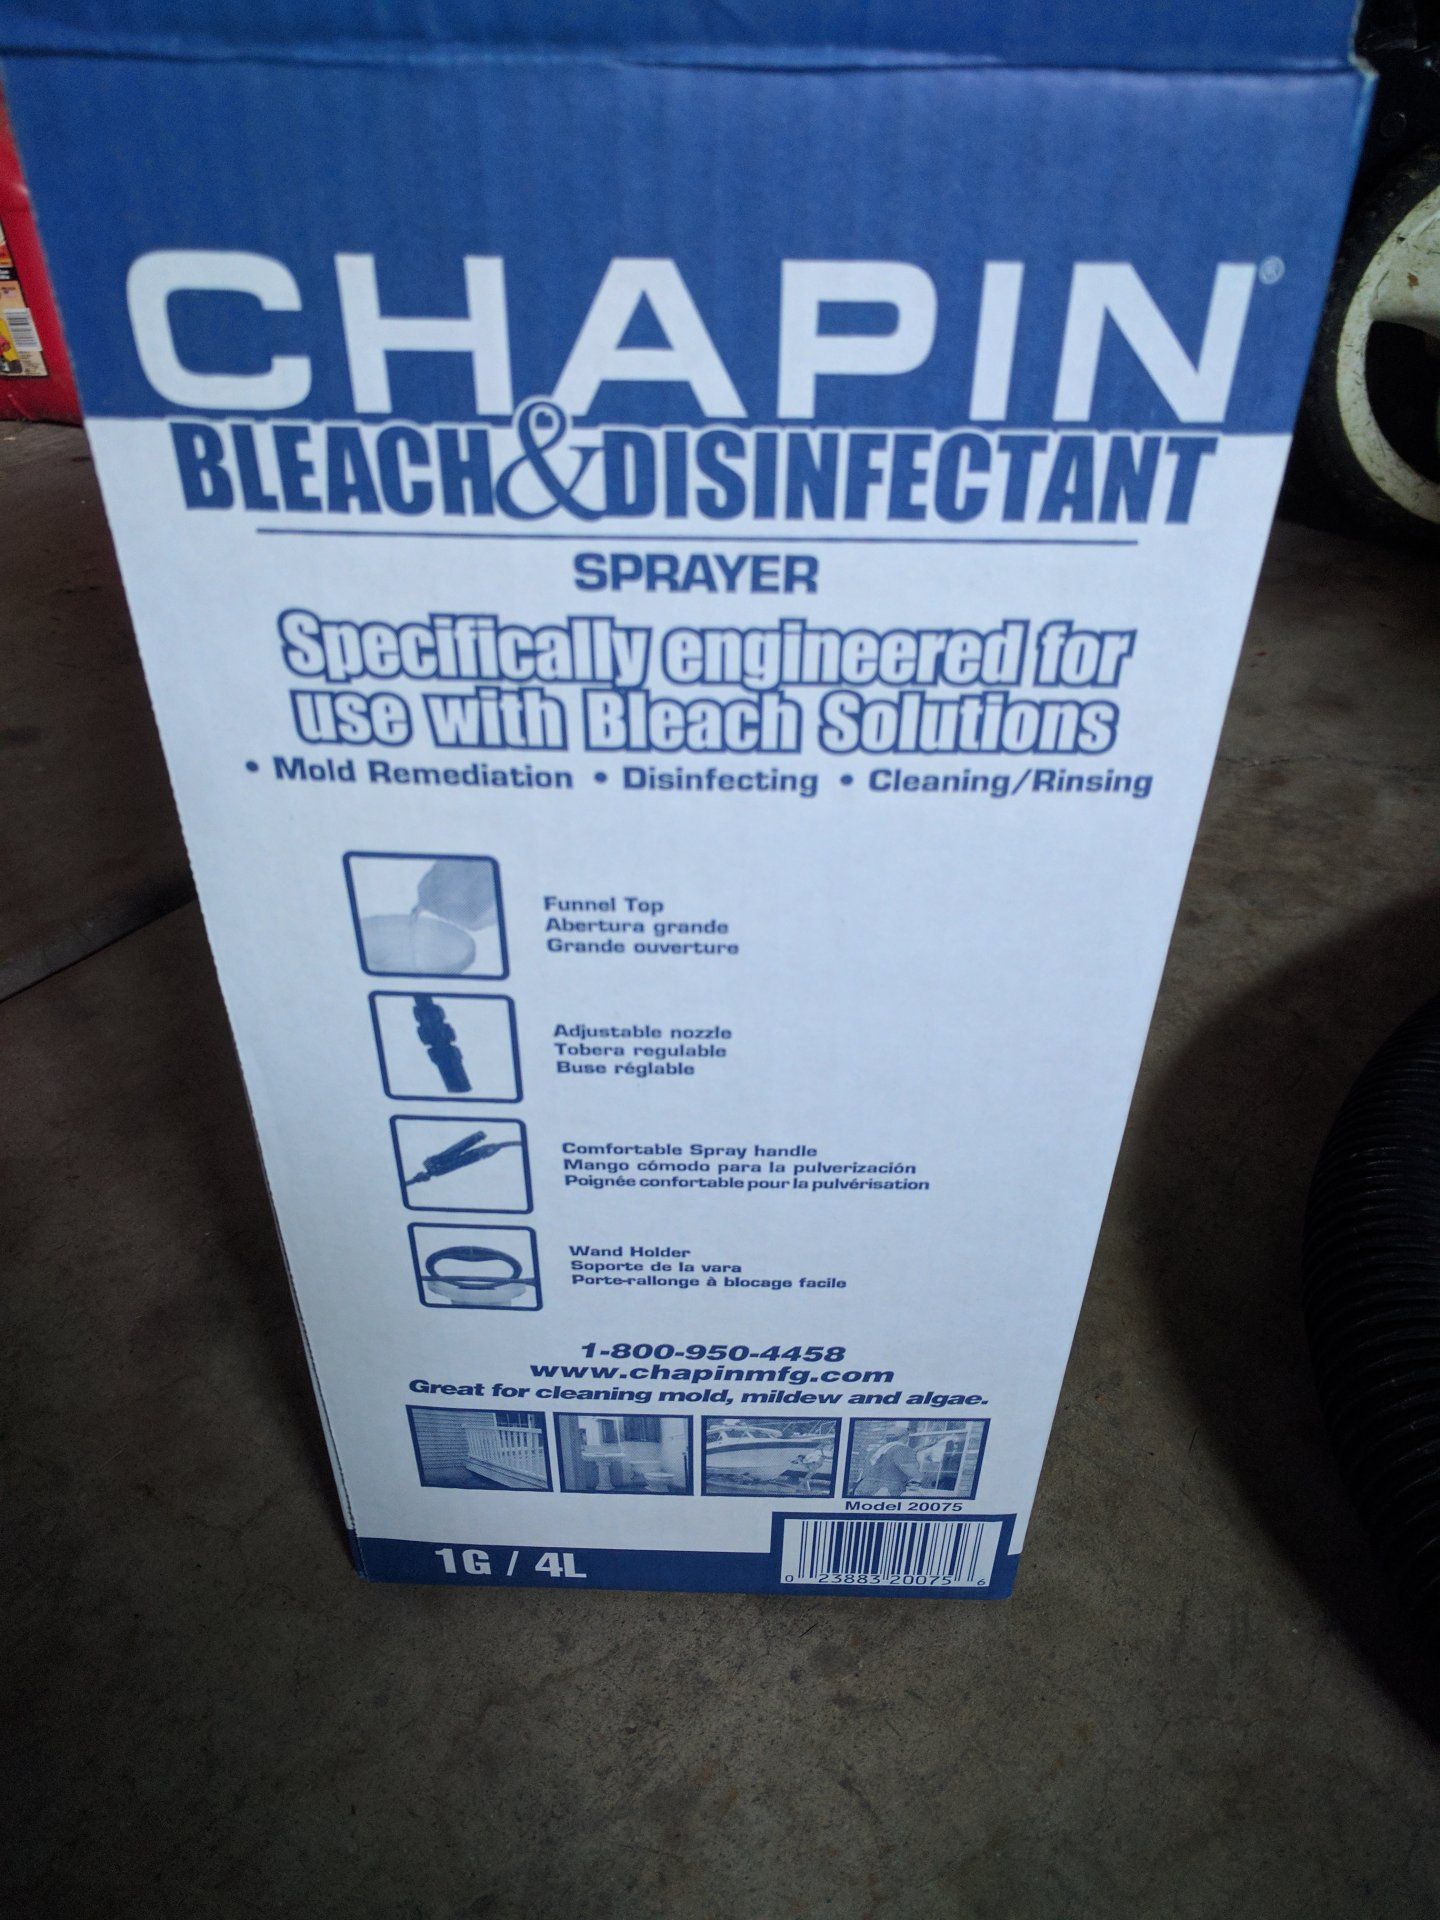 CHAPIN®
BLEACH & DISINFECTANT
SPRAYER
Specifically engineered for
use with Bleach Solutions
• Mold Remediation • Disinfecting • Cleaning/Rinsing
Funnel Top
Abertura grande
Grande ouverture
Adjustable nozzle
Tobera regulable
Buse réglable
Comfortable Spray handle
Mango cómodo para la pulverización
Poignée confortable pour la pulvérisation
Wand Holder
Soporte de la vara
Porte-rallonge à blocage facile
1-800-950-4458
www.chapinmfg.com
Great for cleaning mold, mildew and algae.
Model 20075
1G / 4L
0 23883 20075 6